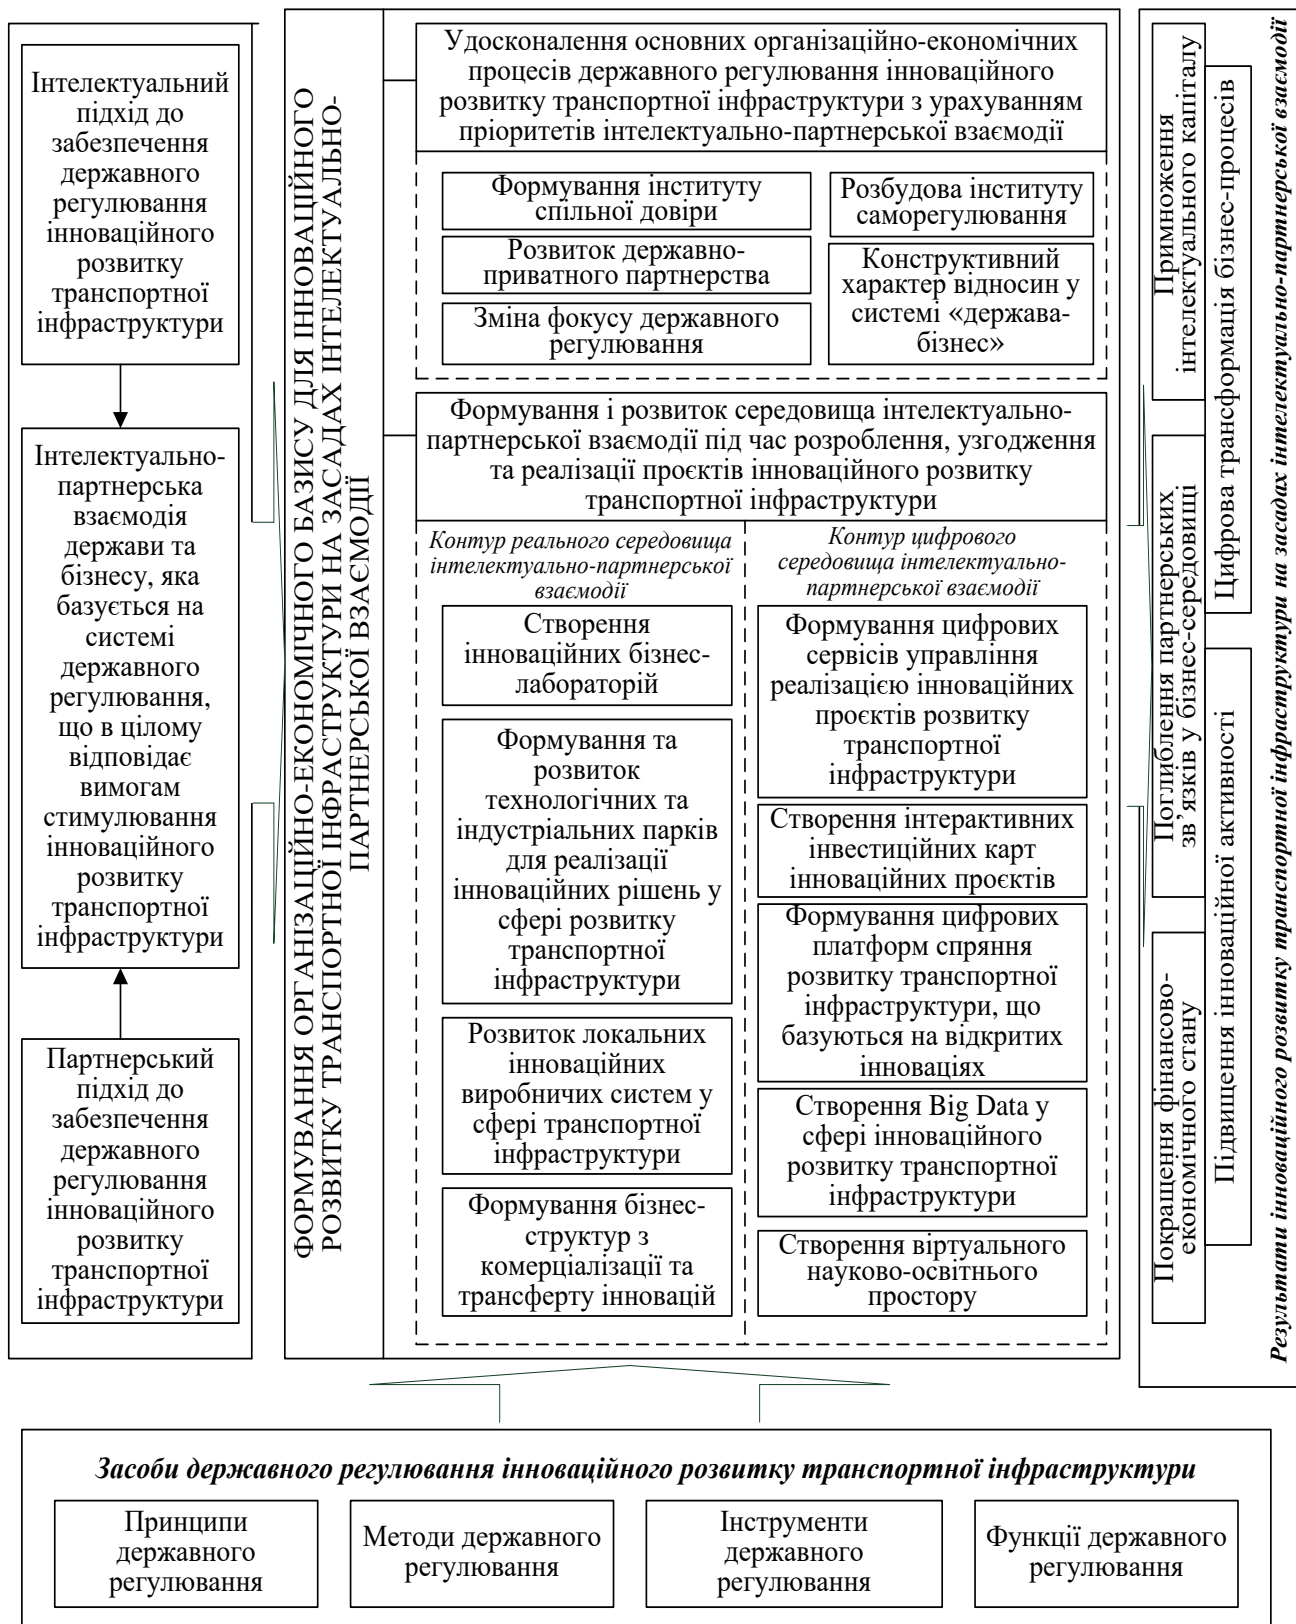 Інтелектуальний
підхід до
забезпечення
державного
регулювання
інноваційного
розвитку
транспортної
інфраструктури
Інтелектуально-
партнерська
взаємодія
держави та
бізнесу, яка
базується на
системі
державного
регулювання,
що в цілому
відповідає
вимогам
стимулювання
інноваційного
розвитку
транспортної
інфраструктури
Партнерський
підхід до
забезпечення
державного
регулювання
інноваційного
розвитку
транспортної
інфраструктури
ФОРМУВАННЯ ОРГАНІЗАЦІЙНО-ЕКОНОМІЧНОГО БАЗИСУ ДЛЯ ІННОВАЦІЙНОГО
РОЗВИТКУ ТРАНСПОРТНОЇ ІНФРАСТРУКТУРИ НА ЗАСАДАХ ІНТЕЛЕКТУАЛЬНО-
ПАРТНЕРСЬКОЇ ВЗАЄМОДІЇ
Удосконалення основних організаційно-економічних
процесів державного регулювання інноваційного
розвитку транспортної інфраструктури з урахуванням
пріоритетів інтелектуально-партнерської взаємодії
Формування інституту
спільної довіри
Розвиток державно-
приватного партнерства
Зміна фокусу державного
регулювання
Розбудова інституту
саморегулювання
Конструктивний
характер відносин у
системі «держава-
бізнес»
Формування і розвиток середовища інтелектуально-
партнерської взаємодії під час розроблення, узгодження
та реалізації проєктів інноваційного розвитку
транспортної інфраструктури
Контур реального середовища
інтелектуально-партнерської
взаємодії
Створення
інноваційних бізнес-
лабораторій
Формування та
розвиток
технологічних та
індустріальних парків
для реалізації
інноваційних рішень у
сфері розвитку
транспортної
інфраструктури
Розвиток локальних
інноваційних
виробничих систем у
сфері транспортної
інфраструктури
Формування бізнес-
структур з
комерціалізації та
трансферту інновацій
Контур цифрового
середовища інтелектуально-
партнерської взаємодії
Формування цифрових
сервісів управління
реалізацією інноваційних
проєктів розвитку
транспортної
інфраструктури
Створення інтерактивних
інвестиційних карт
інноваційних проєктів
Формування цифрових
платформ спряння
розвитку транспортної
інфраструктури, що
базуються на відкритих
інноваціях
Створення Big Data у
сфері інноваційного
розвитку транспортної
інфраструктури
Створення віртуального
науково-освітнього
простору
Примноження
інтелектуального капіталу
Цифрова трансформація бізнес-процесів
Поглиблення партнерських
зв’язків у бізнес-середовищі
Підвищення інноваційної активності
Покращення фінансово-
економічного стану
Результати інноваційного розвитку транспортної інфраструктури на засадах інтелектуально-партнерської взаємодії
Засоби державного регулювання інноваційного розвитку транспортної інфраструктури
Принципи
державного
регулювання
Методи державного
регулювання
Інструменти
державного
регулювання
Функції державного
регулювання